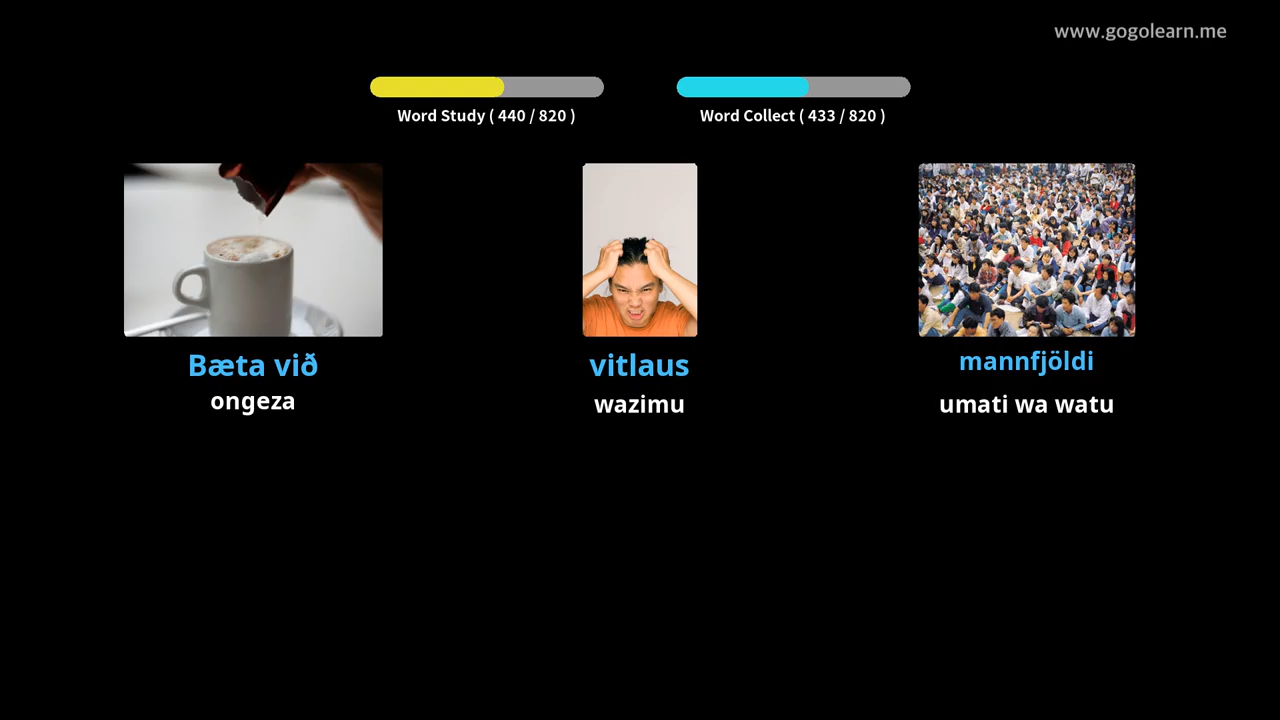 www.gogolearn.me
Word Study ( 440 / 820 )
Word Collect ( 433 / 820 )
Bæta við
ongeza
vitlaus
wazimu
mannfjöldi
umati wa watu